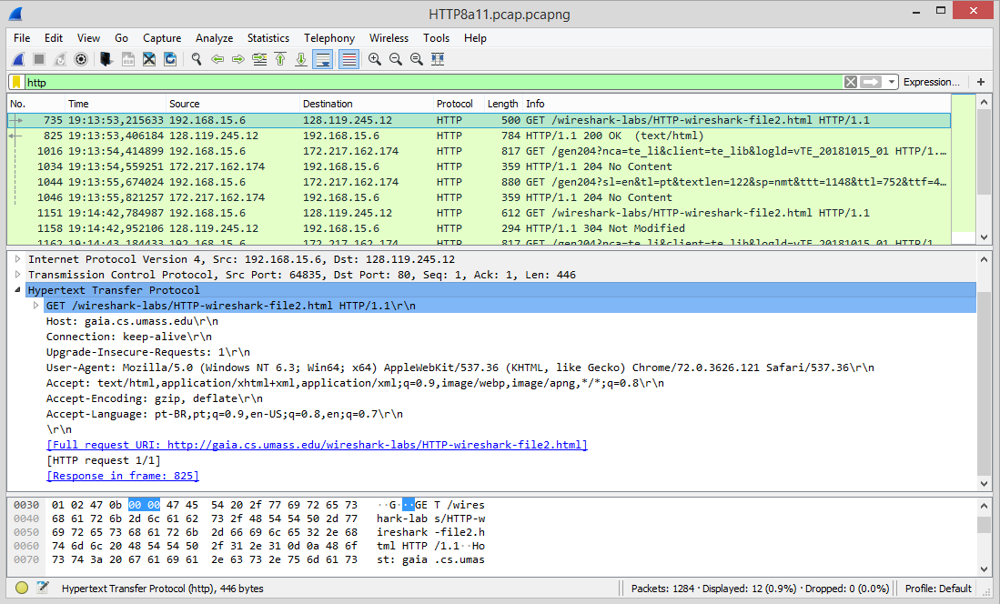 HTTP8a11.pcap.pcapng
File Edit View Go Capture Analyze Statistics Telephony Wireless Tools Help
http Expression... +
No. Time Source Destination Protocol Length Info
735 19:13:53,215633 192.168.15.6 128.119.245.12 HTTP 500 GET /wireshark-labs/HTTP-wireshark-file2.html HTTP/1.1
825 19:13:53,406184 128.119.245.12 192.168.15.6 HTTP 784 HTTP/1.1 200 OK (text/html)
1016 19:13:54,414899 192.168.15.6 172.217.162.174 HTTP 817 GET /gen204?nca=te_li&client=te_lib&logld=vTE_20181015_01 HTTP/1.…
1034 19:13:54,559251 172.217.162.174 192.168.15.6 HTTP 359 HTTP/1.1 204 No Content
1044 19:13:55,674024 192.168.15.6 172.217.162.174 HTTP 880 GET /gen204?sl=en&tl=pt&textlen=122&sp=nmt&ttt=1148&ttl=752&ttf=4…
1046 19:13:55,821257 172.217.162.174 192.168.15.6 HTTP 359 HTTP/1.1 204 No Content
1151 19:14:42,784987 192.168.15.6 128.119.245.12 HTTP 612 GET /wireshark-labs/HTTP-wireshark-file2.html HTTP/1.1
1158 19:14:42,952106 128.119.245.12 192.168.15.6 HTTP 294 HTTP/1.1 304 Not Modified
1162 19:14:43,184433 192.168.15.6 172.217.162.174 HTTP 817 GET /gen204?nca=te_li&client=te_lib&logld=vTE_20181015_01 HTTP/1.…
Internet Protocol Version 4, Src: 192.168.15.6, Dst: 128.119.245.12
Transmission Control Protocol, Src Port: 64835, Dst Port: 80, Seq: 1, Ack: 1, Len: 446
Hypertext Transfer Protocol
GET /wireshark-labs/HTTP-wireshark-file2.html HTTP/1.1\r\n
Host: gaia.cs.umass.edu\r\n
Connection: keep-alive\r\n
Upgrade-Insecure-Requests: 1\r\n
User-Agent: Mozilla/5.0 (Windows NT 6.3; Win64; x64) AppleWebKit/537.36 (KHTML, like Gecko) Chrome/72.0.3626.121 Safari/537.36\r\n
Accept: text/html,application/xhtml+xml,application/xml;q=0.9,image/webp,image/apng,*/*;q=0.8\r\n
Accept-Encoding: gzip, deflate\r\n
Accept-Language: pt-BR,pt;q=0.9,en-US;q=0.8,en;q=0.7\r\n
\r\n
[Full request URI: http://gaia.cs.umass.edu/wireshark-labs/HTTP-wireshark-file2.html]
[HTTP request 1/1]
[Response in frame: 825]
0030 01 02 47 0b 00 00 47 45 54 20 2f 77 69 72 65 73 ··G···GE T /wires
0040 68 61 72 6b 2d 6c 61 62 73 2f 48 54 54 50 2d 77 hark-lab s/HTTP-w
0050 69 72 65 73 68 61 72 6b 2d 66 69 6c 65 32 2e 68 ireshark -file2.h
0060 74 6d 6c 20 48 54 54 50 2f 31 2e 31 0d 0a 48 6f tml HTTP /1.1··Ho
0070 73 74 3a 20 67 61 69 61 2e 63 73 2e 75 6d 61 73 st: gaia .cs.umas
Hypertext Transfer Protocol (http), 446 bytes Packets: 1284 · Displayed: 12 (0.9%) · Dropped: 0 (0.0%) Profile: Default